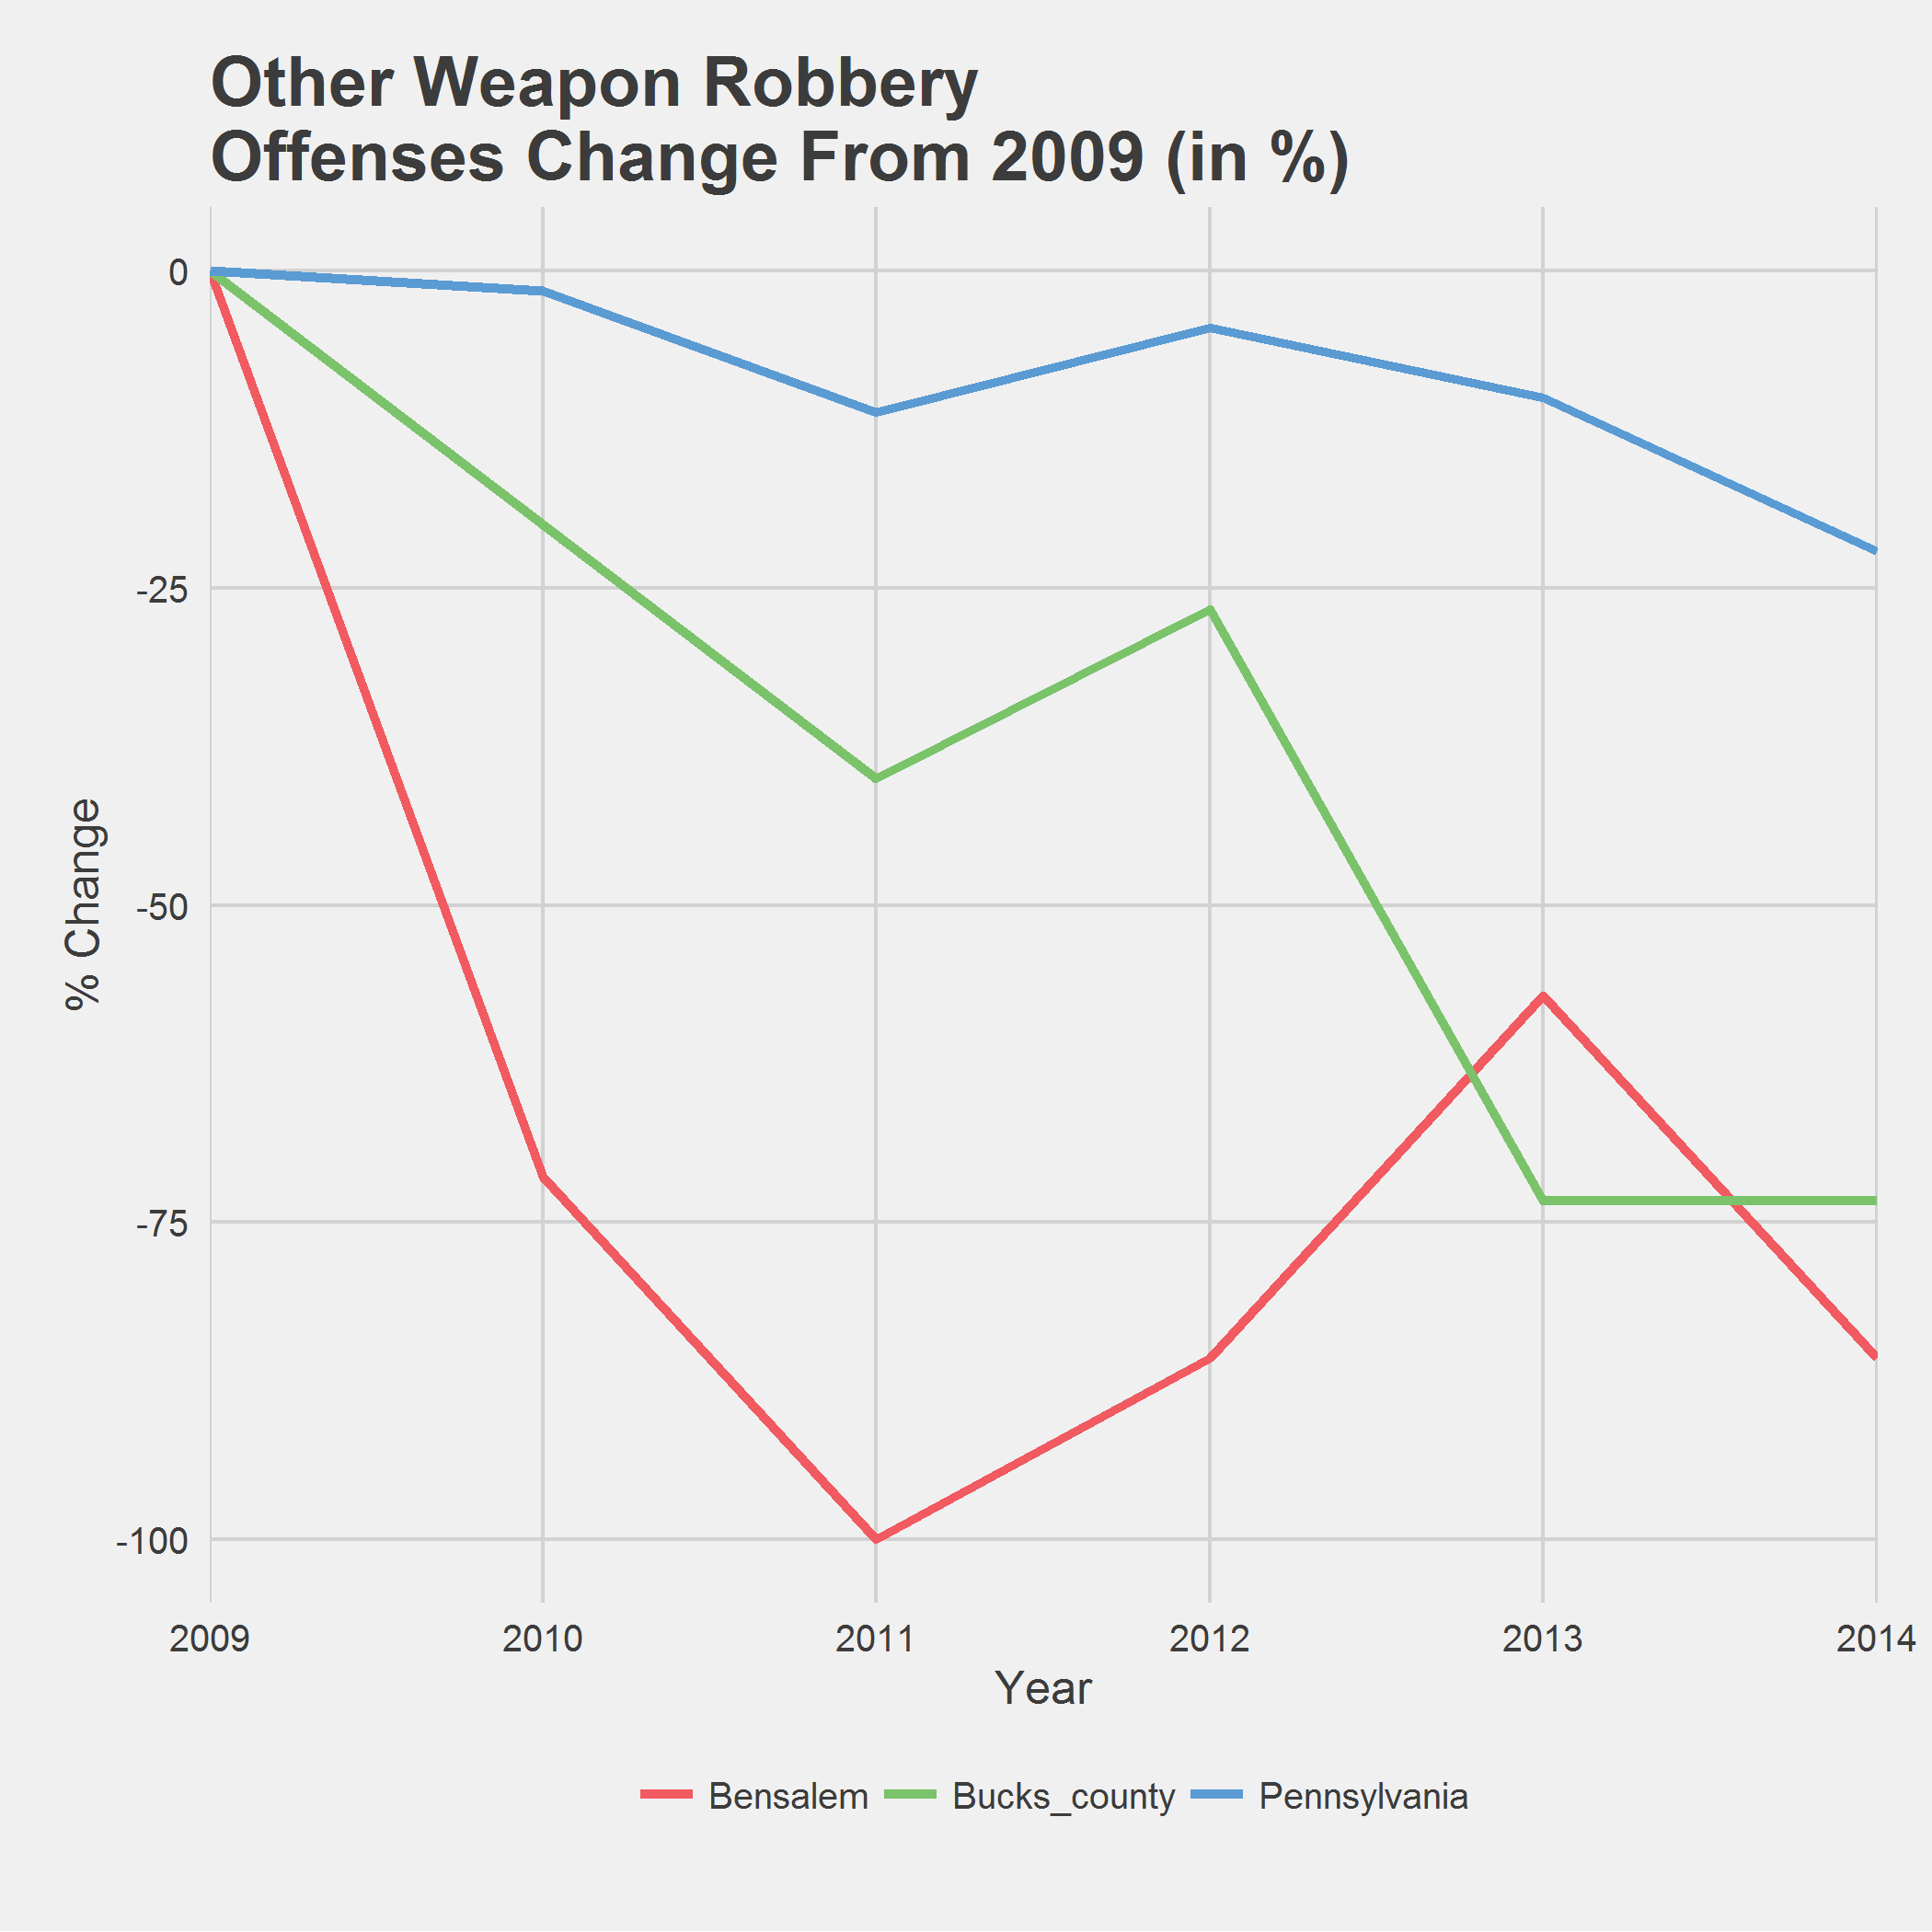 Other Weapon Robbery
Offenses Change From 2009 (in %)
0
-25
-50
-75
-100
% Change
2009 2010 2011 2012 2013 2014
Year
Bensalem Bucks_county Pennsylvania